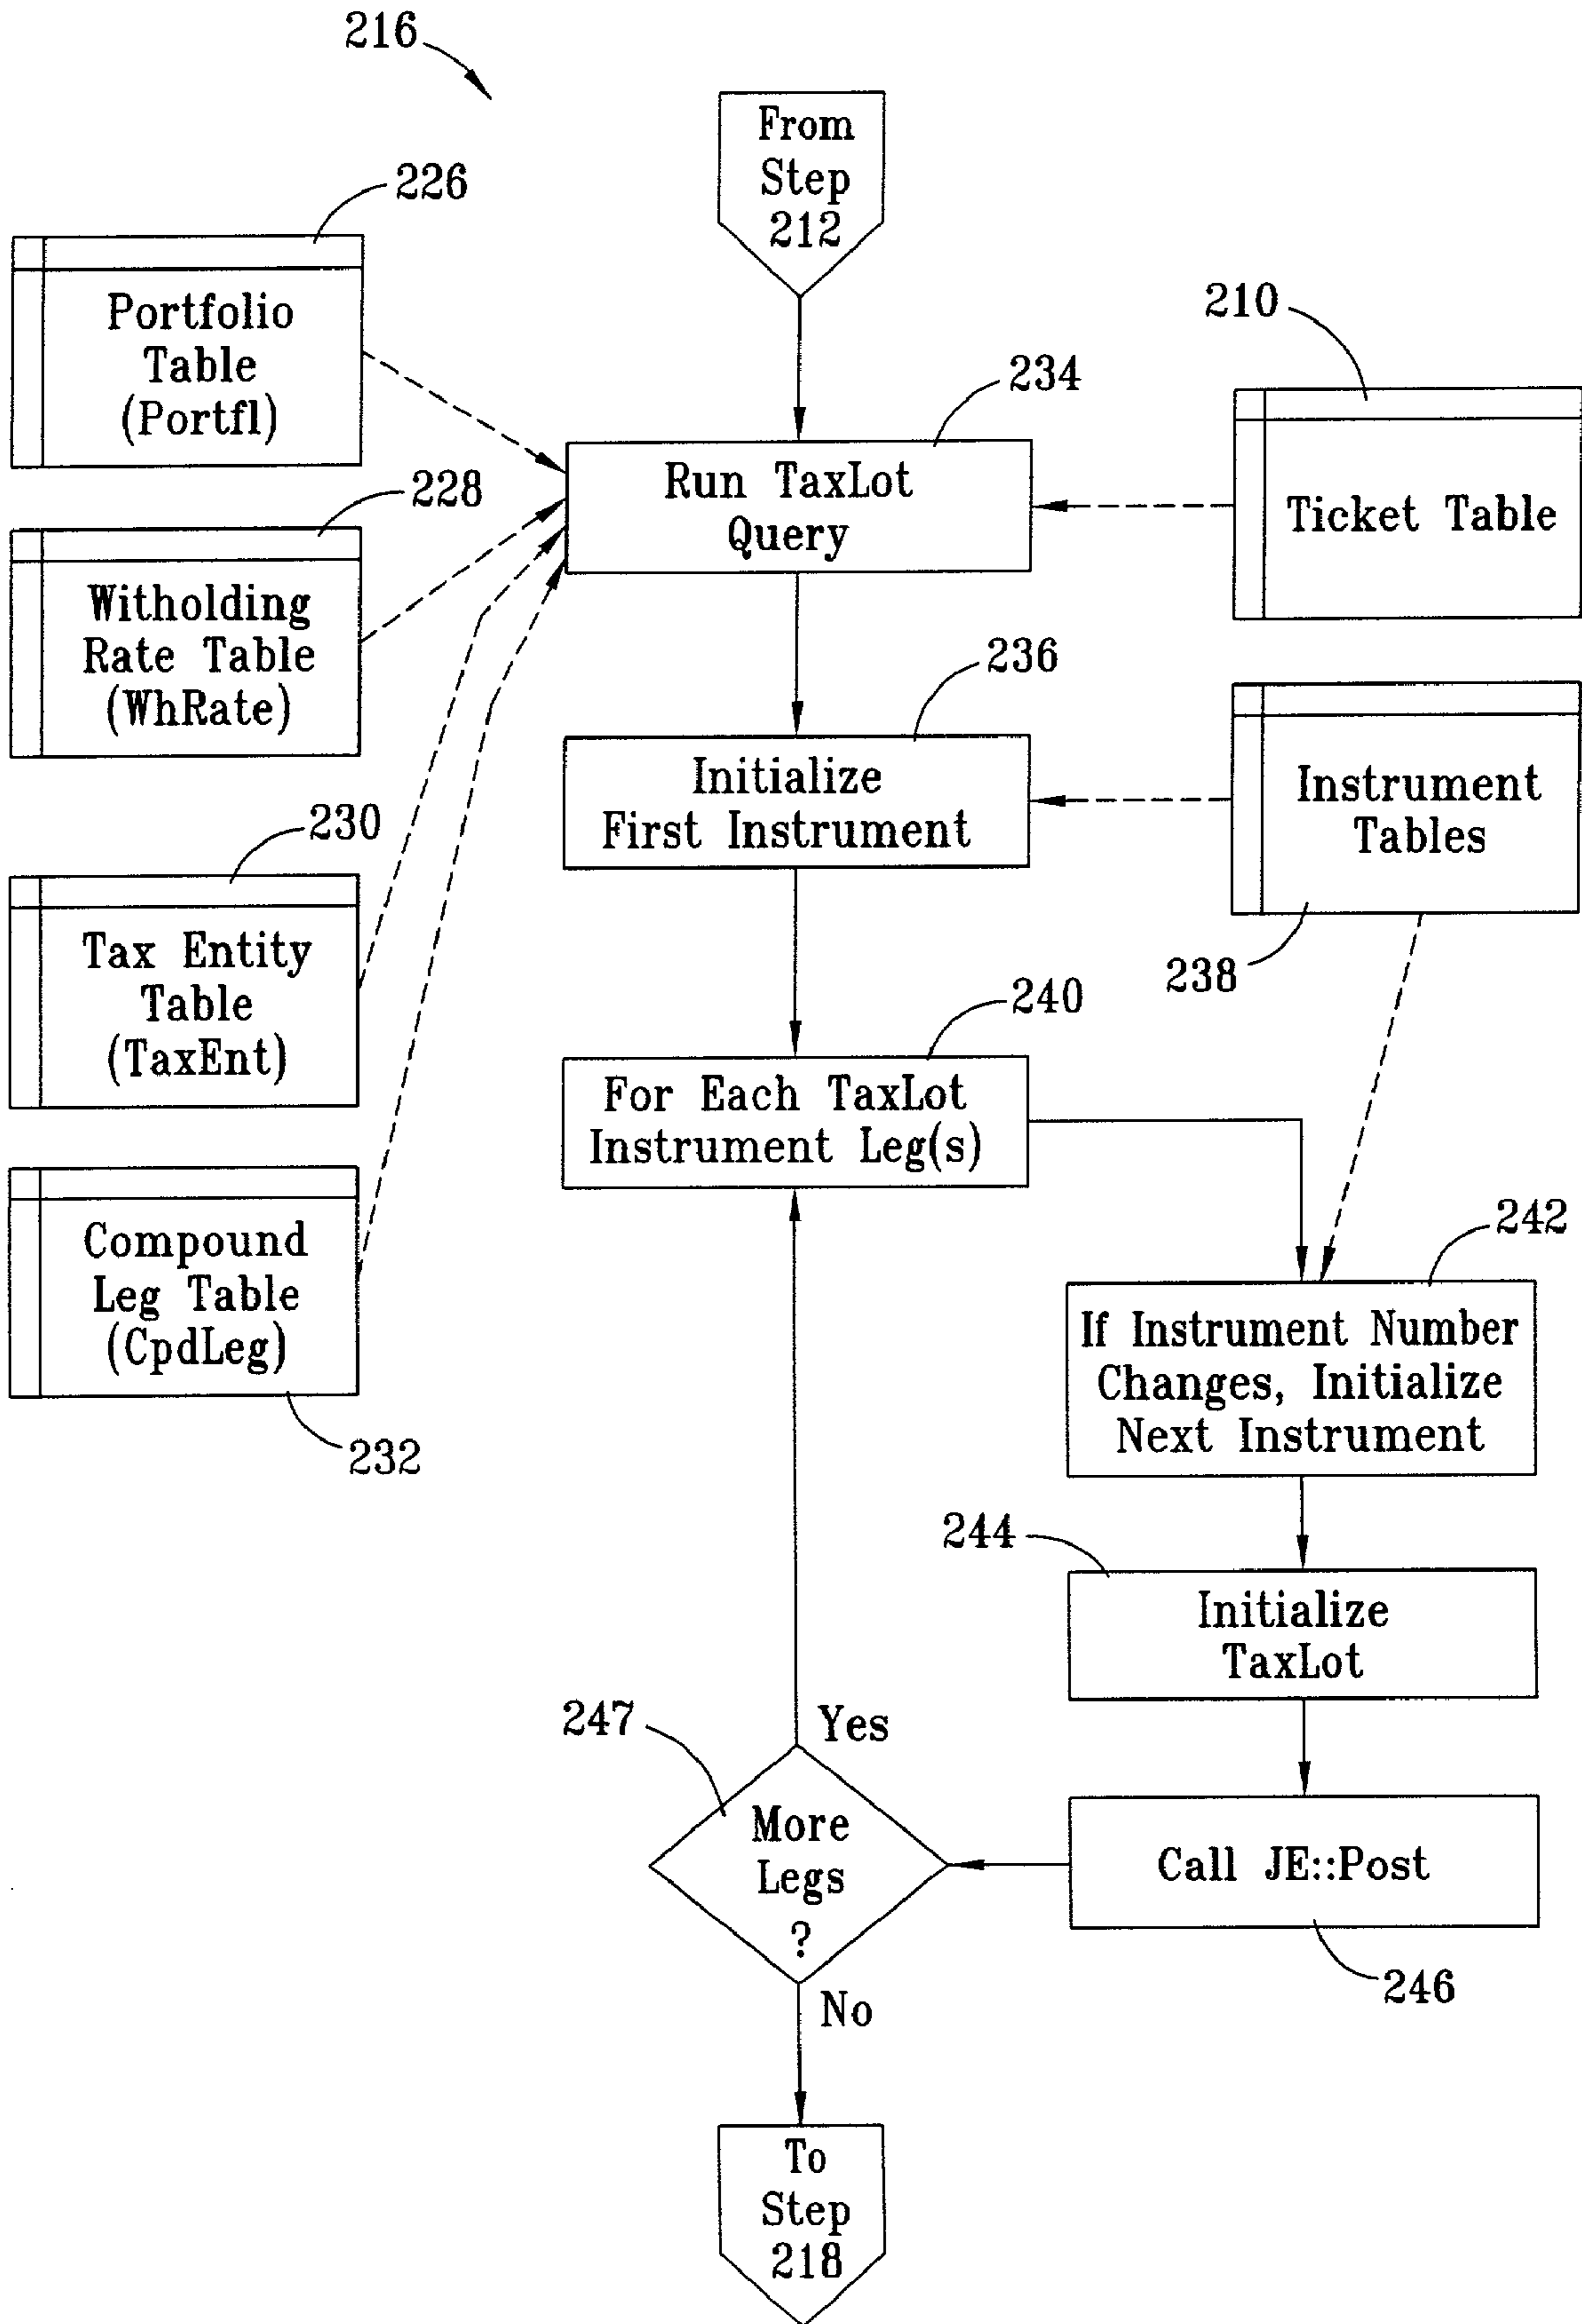 216
From
Step
212
226
Portfolio
Table
(Portfl)
228
Witholding
Rate Table
(WhRate)
230
Tax Entity
Table
(TaxEnt)
Compound
Leg Table
(CpdLeg)
232
234
Run TaxLot
Query
210
Ticket Table
236
Initialize
First Instrument
Instrument
Tables
238
240
For Each TaxLot
Instrument Leg(s)
242
If Instrument Number
Changes, Initialize
Next Instrument
244
Initialize
TaxLot
Call JE::Post
246
247
Yes
More
Legs
?
No
To
Step
218